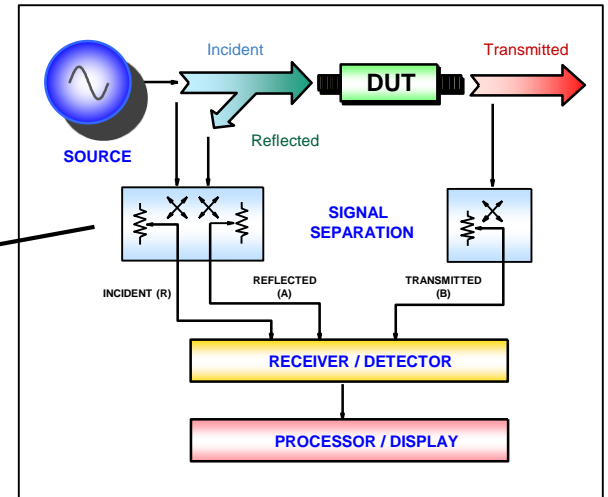 Incident
Transmitted
DUT
Reflected
SOURCE
SIGNAL
SEPARATION
INCIDENT (R)
REFLECTED
(A)
TRANSMITTED
(B)
RECEIVER / DETECTOR
PROCESSOR / DISPLAY